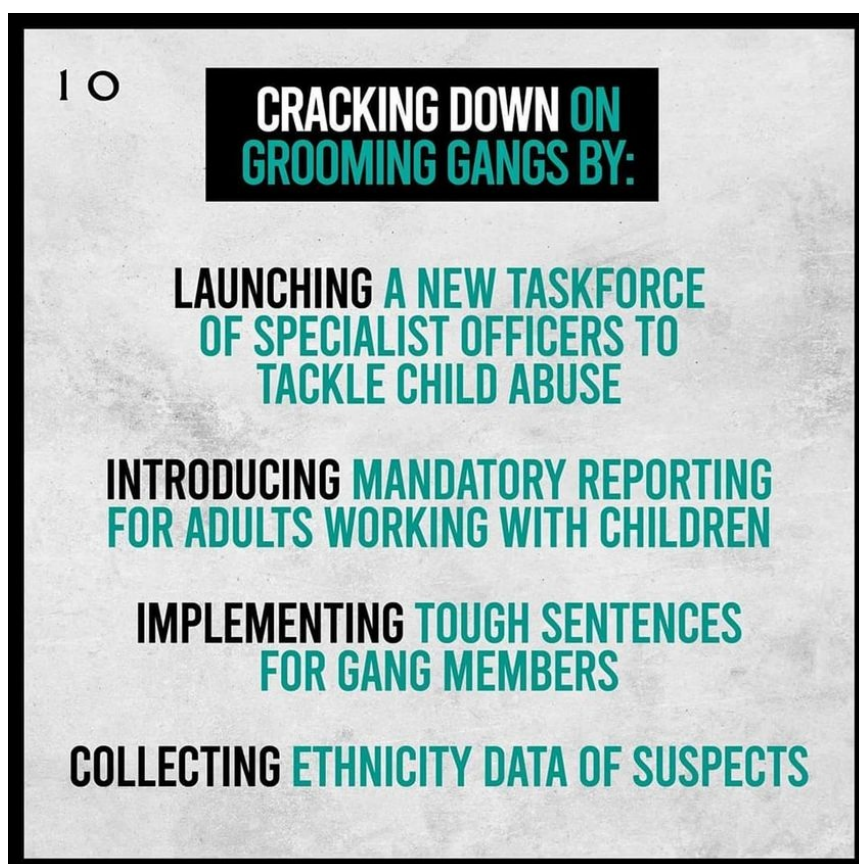 10
CRACKING DOWN ON
GROOMING GANGS BY:
LAUNCHING A NEW TASKFORCE
OF SPECIALIST OFFICERS TO
TACKLE CHILD ABUSE
INTRODUCING MANDATORY REPORTING
FOR ADULTS WORKING WITH CHILDREN
IMPLEMENTING TOUGH SENTENCES
FOR GANG MEMBERS
COLLECTING ETHNICITY DATA OF SUSPECTS